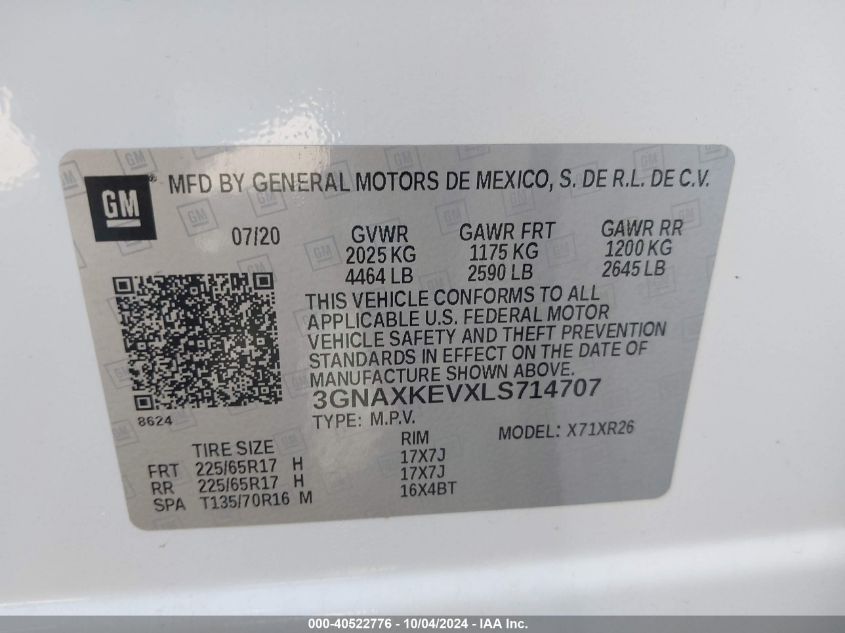 GM
MFD BY GENERAL MOTORS DE MEXICO, S. DE R.L. DE C.V.
07/20 GVWR GAWR FRT GAWR RR
2025 KG 1175 KG 1200 KG
4464 LB 2590 LB 2645 LB
THIS VEHICLE CONFORMS TO ALL
APPLICABLE U.S. FEDERAL MOTOR
VEHICLE SAFETY AND THEFT PREVENTION
STANDARDS IN EFFECT ON THE DATE OF
MANUFACTURE SHOWN ABOVE.
3GNAXKEVXLS714707
8624
TYPE: M.P.V. MODEL: X71XR26
TIRE SIZE RIM
FRT 225/65R17 H 17X7J
RR 225/65R17 H 17X7J
SPA T135/70R16 M 16X4BT
000-40522776 - 10/04/2024 - IAA Inc.